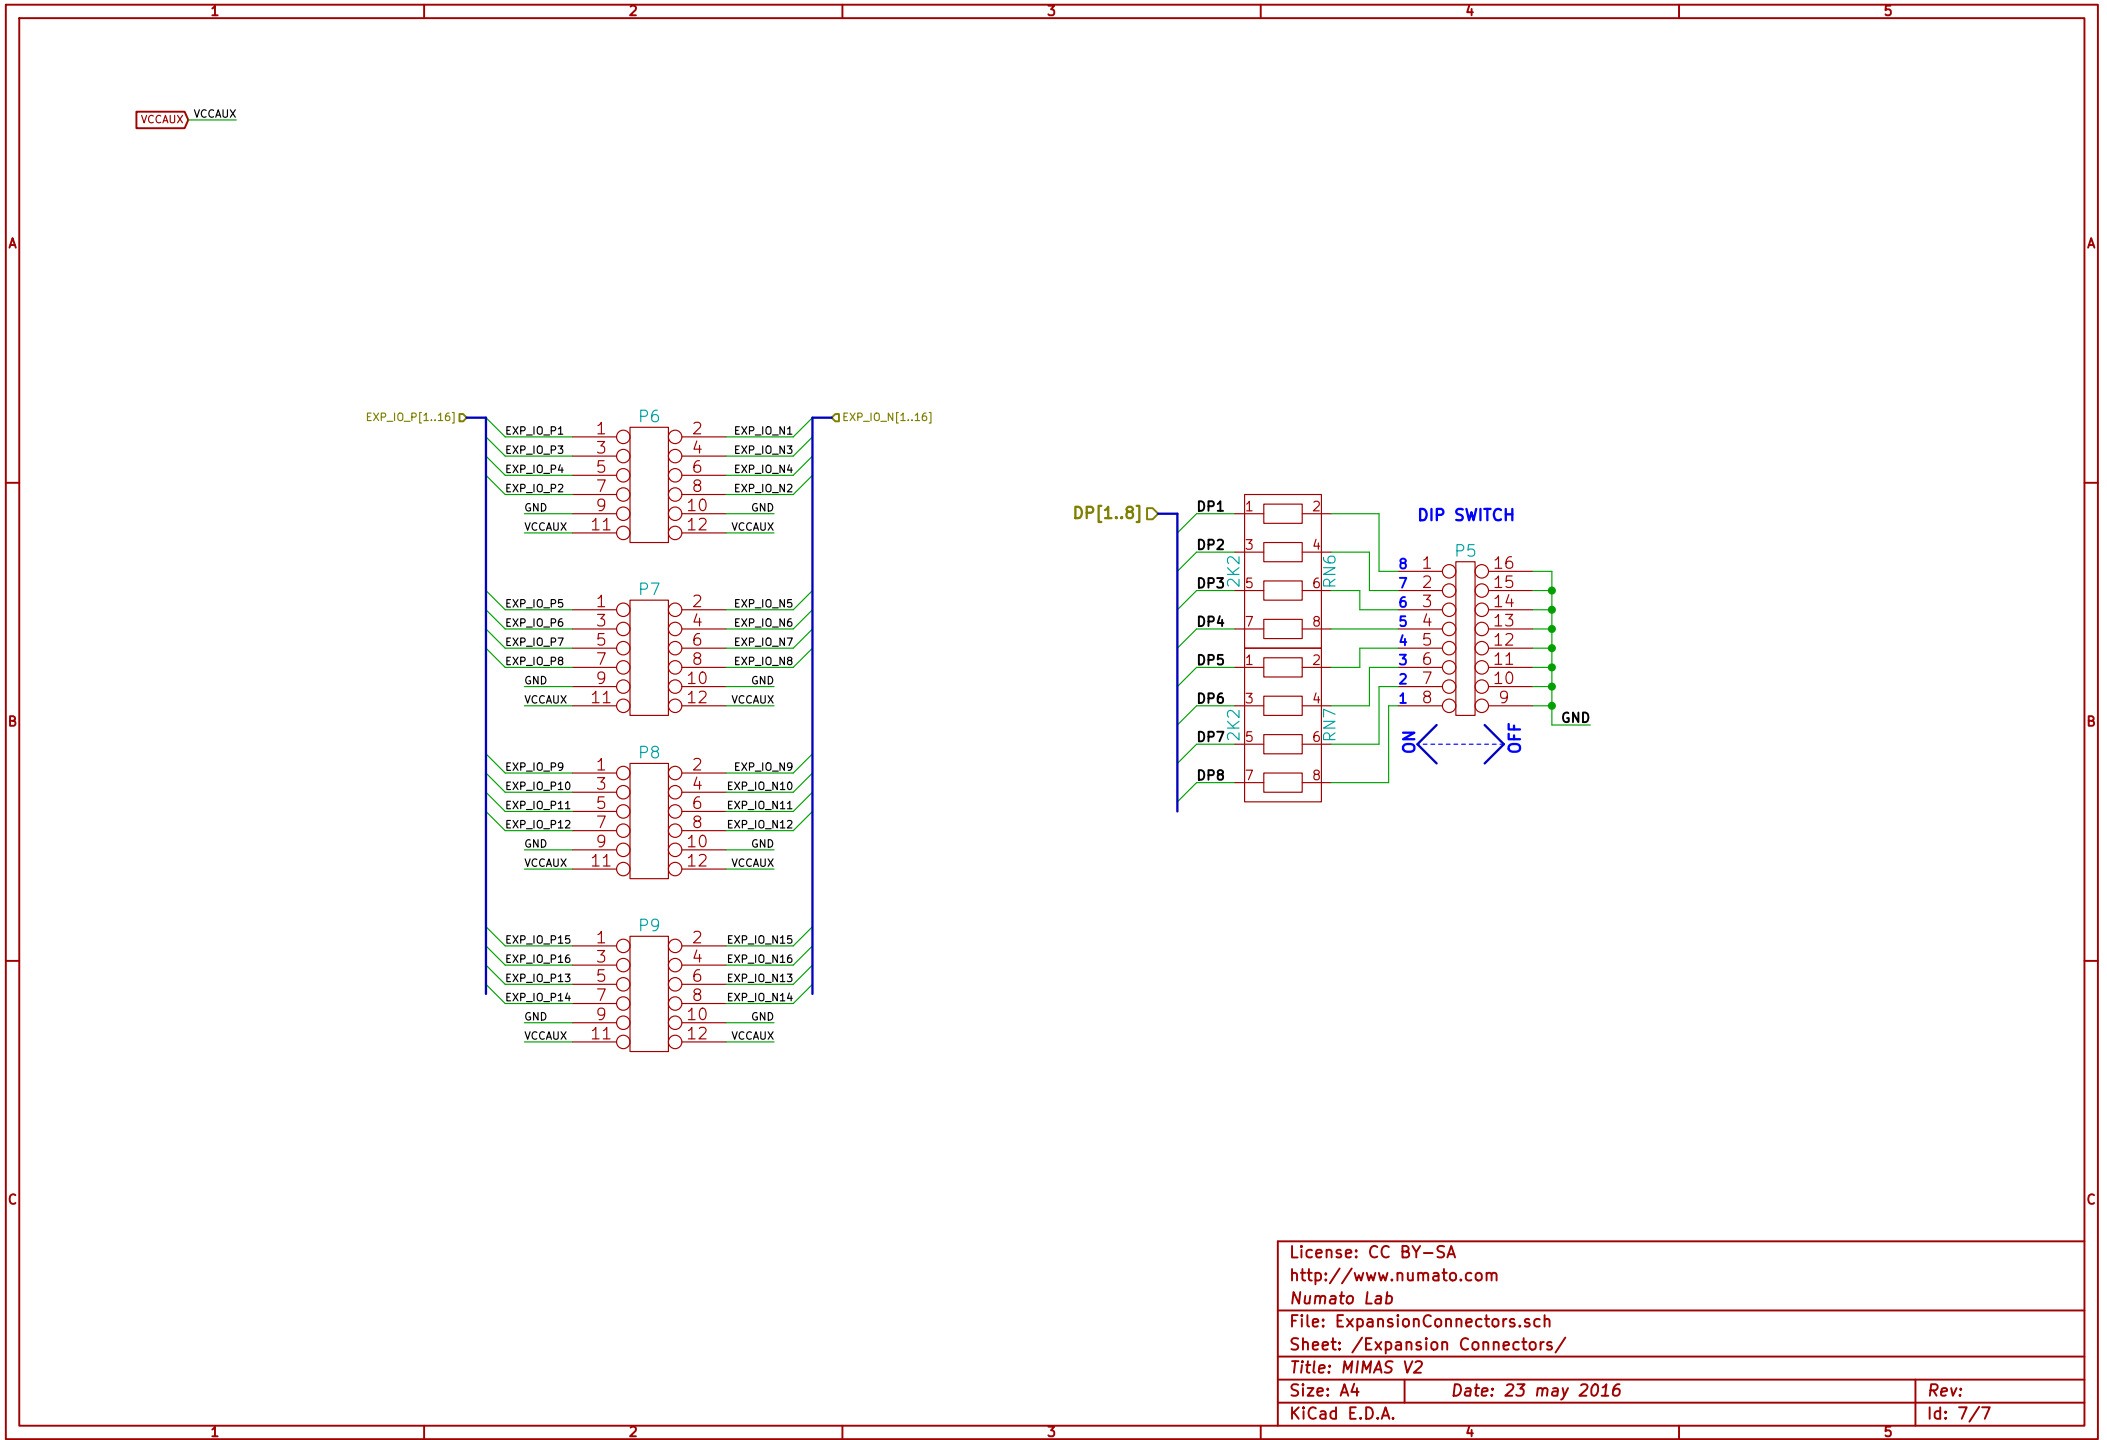 1 2 3 4 5
VCCAUX VCCAUX
A A
EXP_IO_P[1..16] P6 EXP_IO_N[1..16]
EXP_IO_P1 1 2 EXP_IO_N1
EXP_IO_P3 3 4 EXP_IO_N3
EXP_IO_P4 5 6 EXP_IO_N4
EXP_IO_P2 7 8 EXP_IO_N2
GND 9 10 GND
VCCAUX 11 12 VCCAUX
P7
EXP_IO_P5 1 2 EXP_IO_N5
EXP_IO_P6 3 4 EXP_IO_N6
EXP_IO_P7 5 6 EXP_IO_N7
EXP_IO_P8 7 8 EXP_IO_N8
GND 9 10 GND
VCCAUX 11 12 VCCAUX
P8
EXP_IO_P9 1 2 EXP_IO_N9
EXP_IO_P10 3 4 EXP_IO_N10
EXP_IO_P11 5 6 EXP_IO_N11
EXP_IO_P12 7 8 EXP_IO_N12
GND 9 10 GND
VCCAUX 11 12 VCCAUX
P9
EXP_IO_P15 1 2 EXP_IO_N15
EXP_IO_P16 3 4 EXP_IO_N16
EXP_IO_P13 5 6 EXP_IO_N13
EXP_IO_P14 7 8 EXP_IO_N14
GND 9 10 GND
VCCAUX 11 12 VCCAUX
DP[1..8]
DP1 1 2
DP2 3 4
DP3 5 6
DP4 7 8
2K2 RN6
DP5 1 2
DP6 3 4
DP7 5 6
DP8 7 8
2K2 RN7
DIP SWITCH
P5
8 1 16
7 2 15
6 3 14
5 4 13
4 5 12
3 6 11
2 7 10
1 8 9
GND
ON OFF
B B
C C
License: CC BY-SA
http://www.numato.com
Numato Lab
File: ExpansionConnectors.sch
Sheet: /Expansion Connectors/
Title: MIMAS V2
Size: A4 Date: 23 may 2016 Rev:
KiCad E.D.A. Id: 7/7
1 2 3 4 5